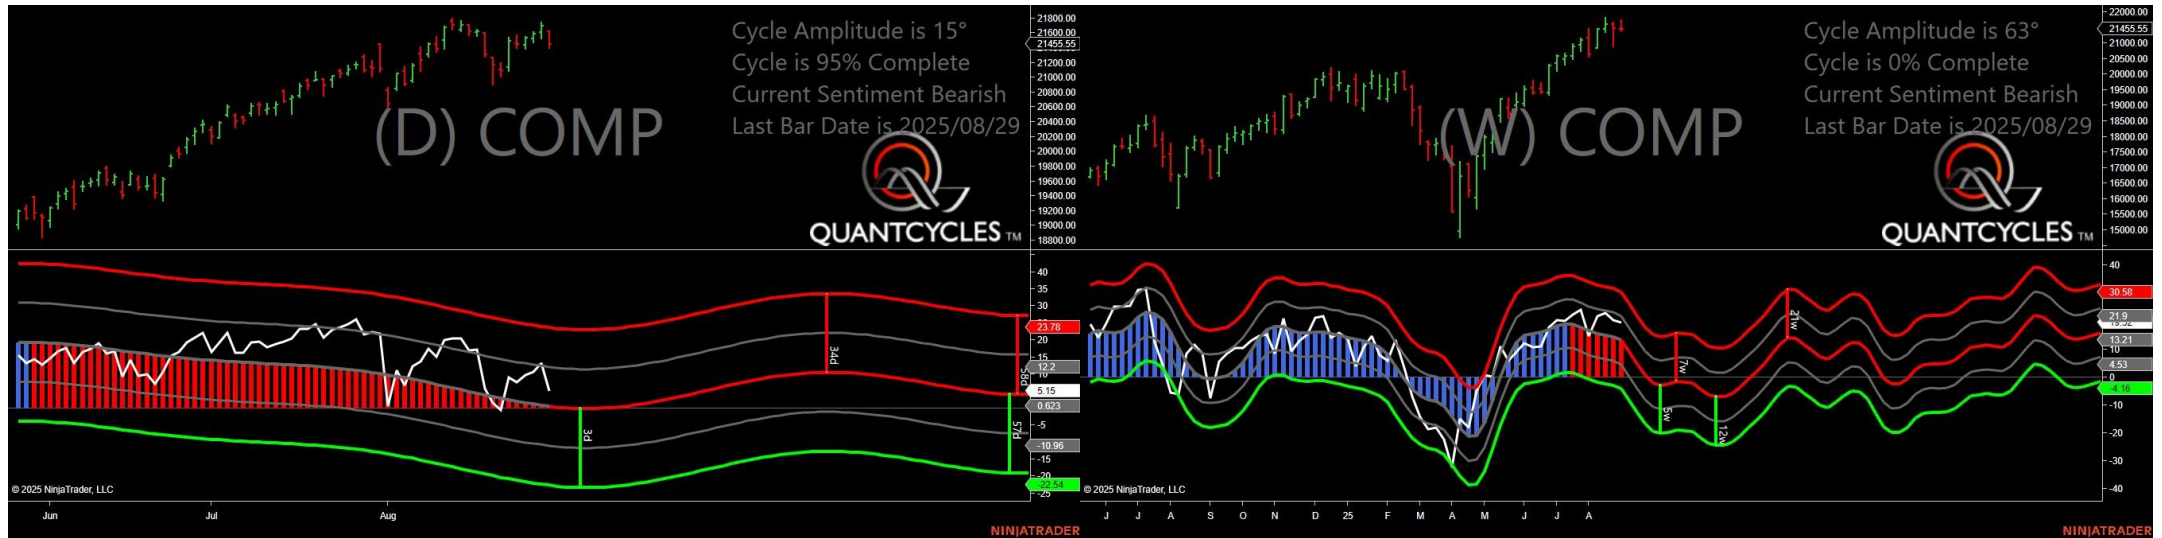 Cycle Amplitude is 15°
Cycle is 95% Complete
Current Sentiment Bearish
Last Bar Date is 2025/08/29
(D) COMP
QUANTCYCLES TM
21800.00
21600.00
21455.55
21200.00
21000.00
20800.00
20600.00
20400.00
20200.00
20000.00
19800.00
19600.00
19400.00
19200.00
19000.00
18800.00
40
35
30
23.78
20
15
12.2
10
5.15
0.623
-5
-10.96
-15
-20
-22.54
-25
3d
34d
58d
57d
© 2025 NinjaTrader, LLC
Jun
Jul
Aug
NINJATRADER
Cycle Amplitude is 63°
Cycle is 0% Complete
Current Sentiment Bearish
Last Bar Date is 2025/08/29
(W) COMP
QUANTCYCLES TM
22000.00
21455.55
21000.00
20500.00
20000.00
19500.00
19000.00
18500.00
18000.00
17500.00
17000.00
16500.00
16000.00
15500.00
15000.00
40
30.58
21.9
13.21
10
4.53
0
-4.16
-10
-20
-30
-40
5w
7w
12w
21w
© 2025 NinjaTrader, LLC
J J A S O N D 25 F M A M J J A
NINJATRADER